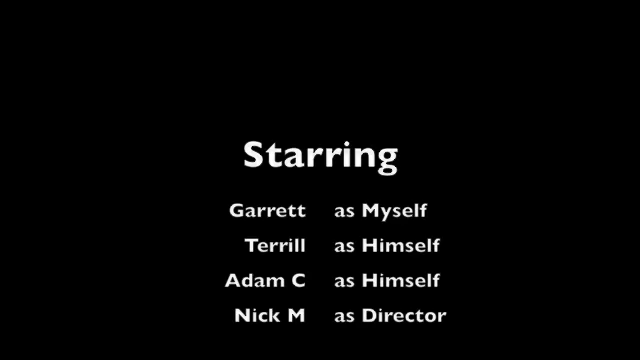 Starring
Garrett as Myself
Terrill as Himself
Adam C as Himself
Nick M as Director